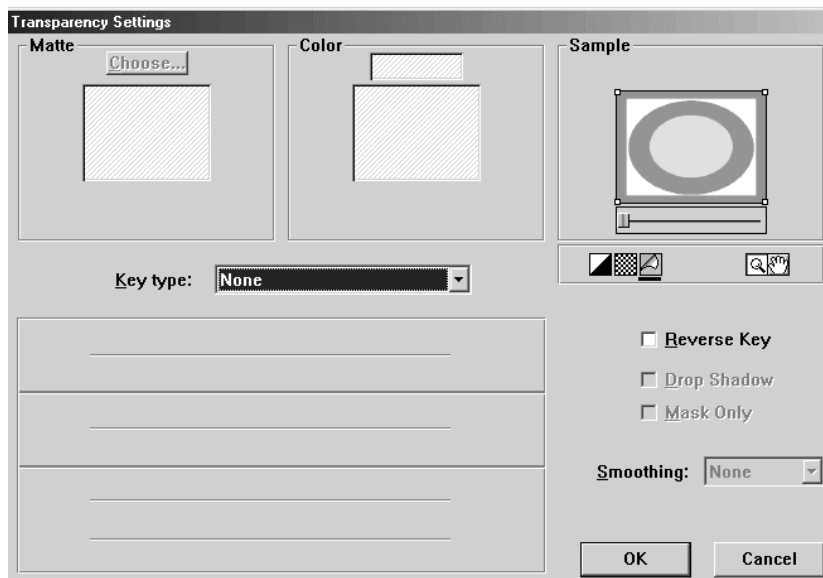 Transparency Settings
Matte
Choose...
Color
Sample
Key type:
None
Reverse Key
Drop Shadow
Mask Only
Smoothing:
None
OK
Cancel